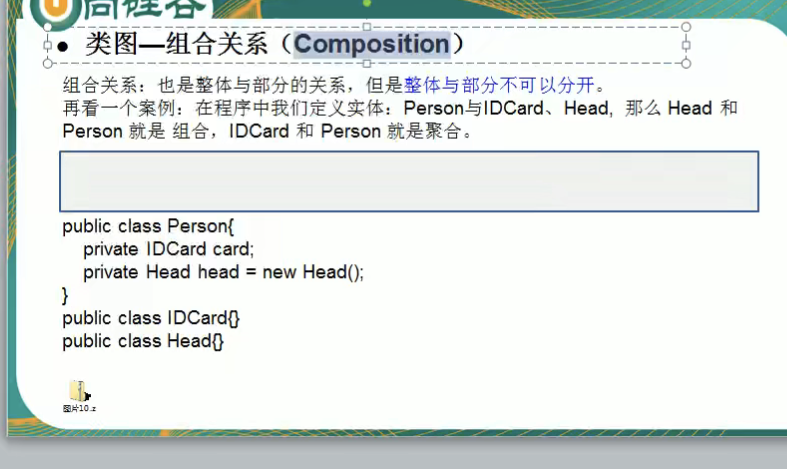 尚硅谷
● 类图—组合关系（Composition）
组合关系：也是整体与部分的关系，但是整体与部分不可以分开。
再看一个案例：在程序中我们定义实体：Person与IDCard、Head, 那么 Head 和
Person 就是 组合，IDCard 和 Person 就是聚合。
public class Person{
private IDCard card;
private Head head = new Head();
}
public class IDCard{}
public class Head{}
图片10.z